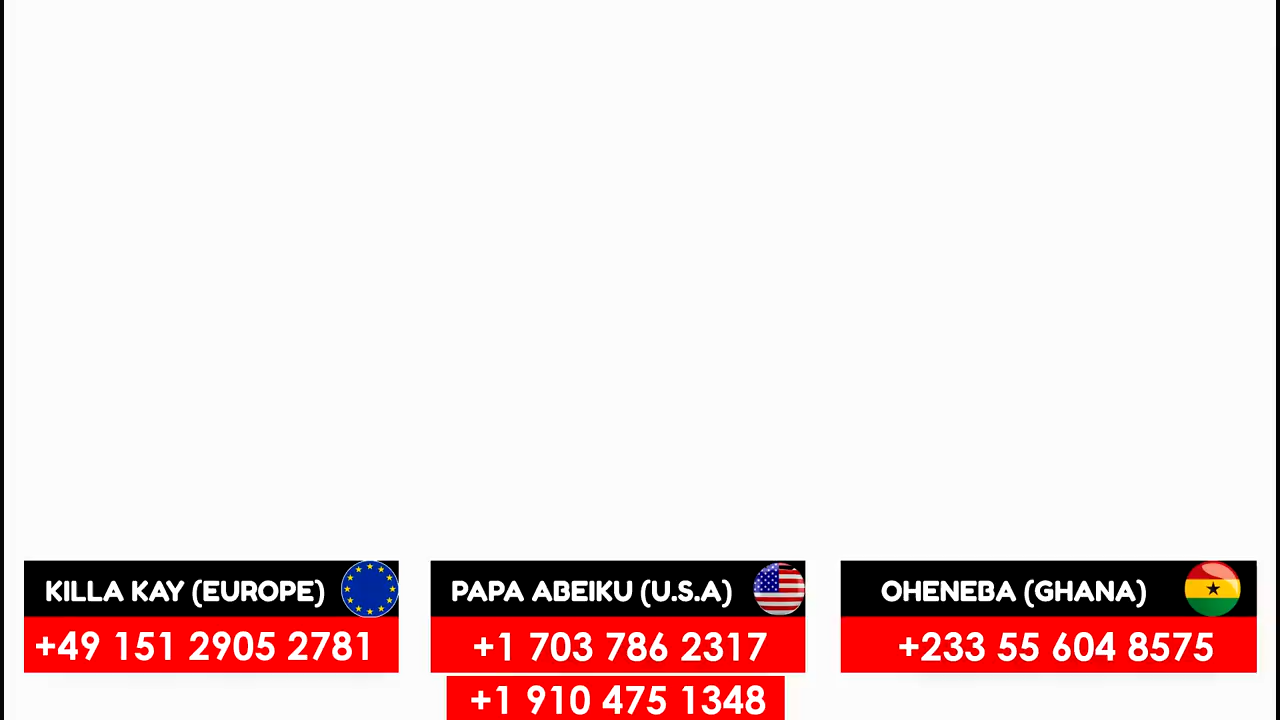 KILLA KAY (EUROPE)
+49 151 2905 2781
PAPA ABEIKU (U.S.A)
+1 703 786 2317
+1 910 475 1348
OHENEBA (GHANA)
+233 55 604 8575